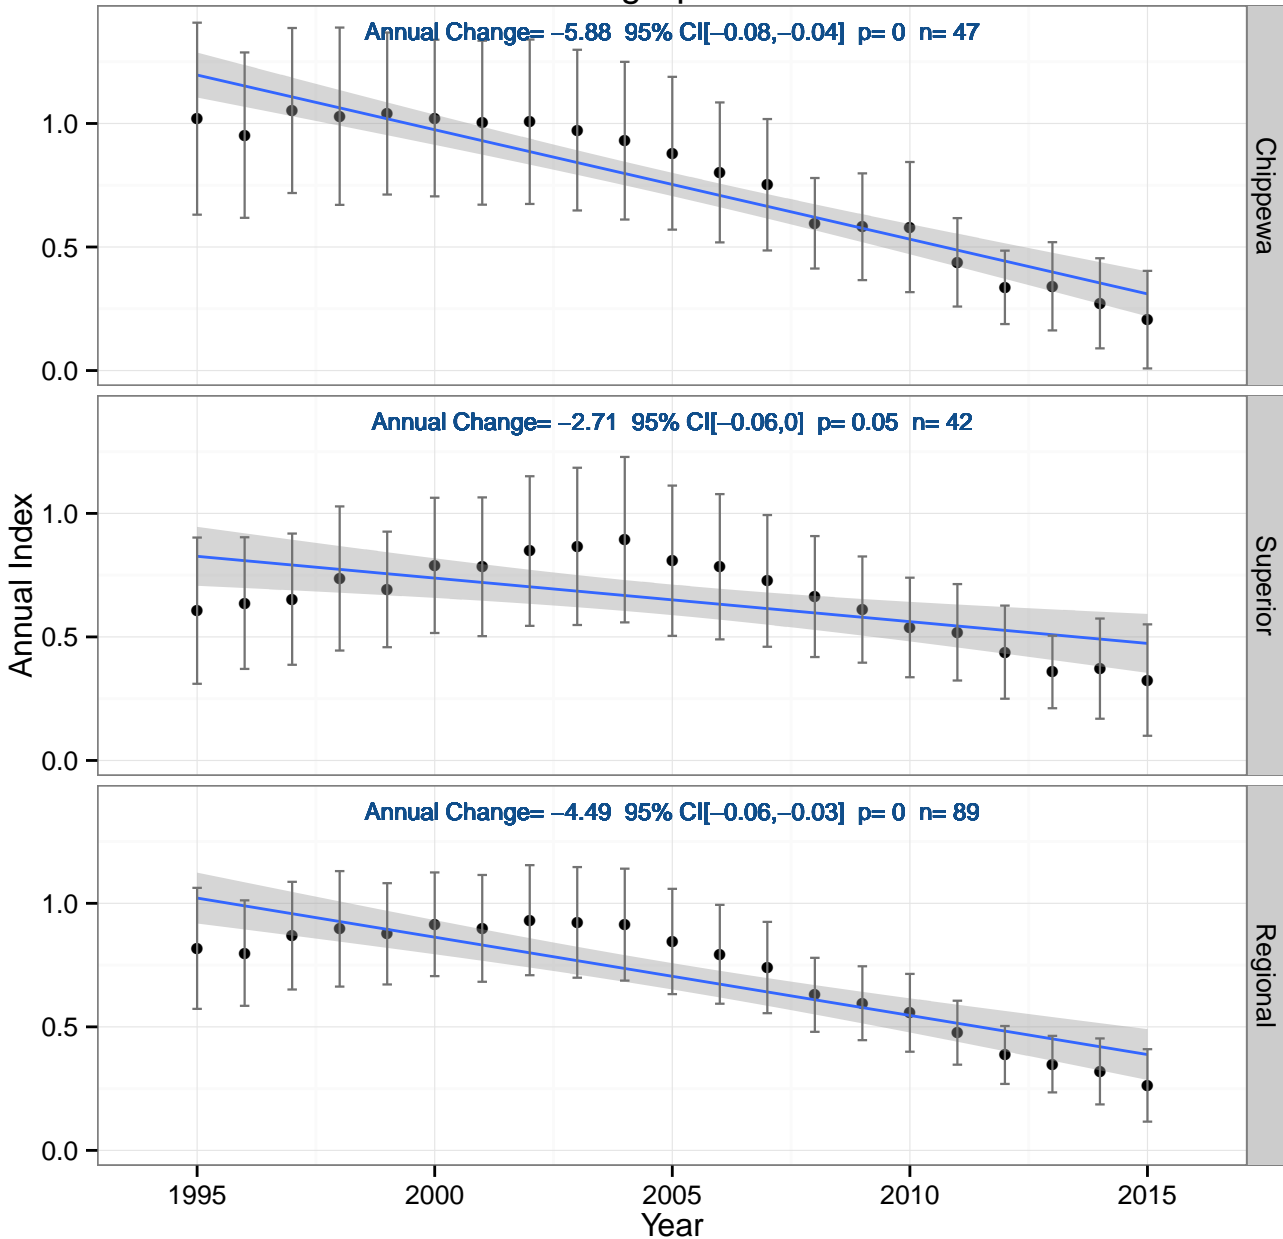 Annual Change= −5.88 95% CI[−0.08,−0.04] p= 0 n= 47
1.0
0.5
0.0
Chippewa
Annual Change= −2.71 95% CI[−0.06,0] p= 0.05 n= 42
1.0
0.5
0.0
Superior
Annual Index
Annual Change= −4.49 95% CI[−0.06,−0.03] p= 0 n= 89
1.0
0.5
0.0
Regional
1995 2000 2005 2010 2015
Year